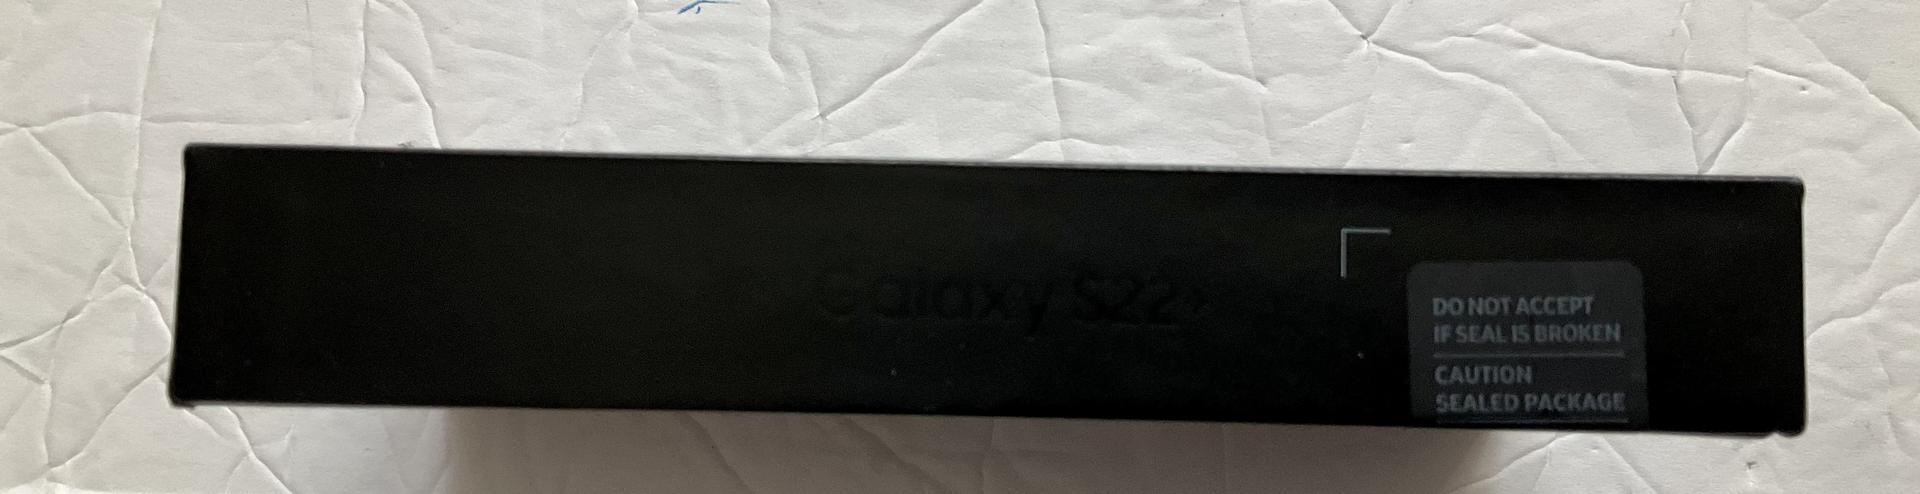 Galaxy S22+
DO NOT ACCEPT
IF SEAL IS BROKEN
CAUTION
SEALED PACKAGE